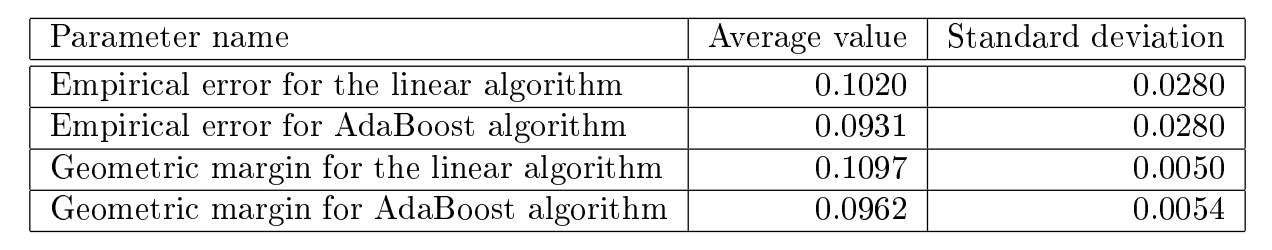 Parameter name Average value Standard deviation
Empirical error for the linear algorithm 0.1020 0.0280
Empirical error for AdaBoost algorithm 0.0931 0.0280
Geometric margin for the linear algorithm 0.1097 0.0050
Geometric margin for AdaBoost algorithm 0.0962 0.0054